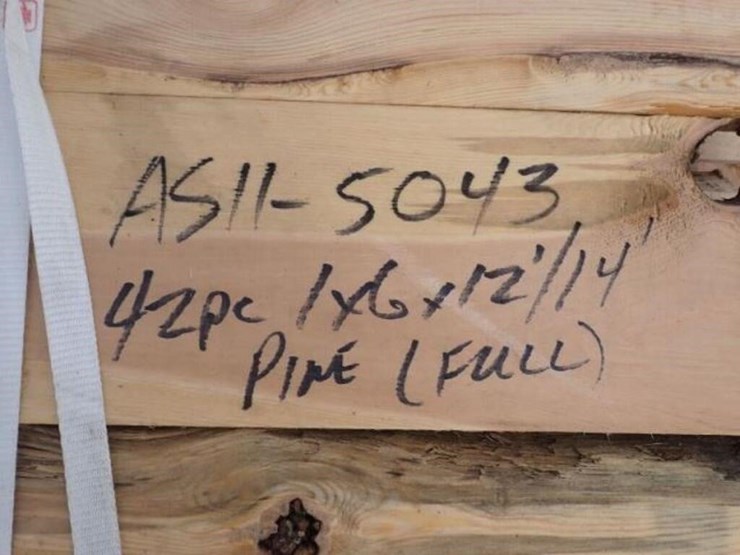 AS11-5043
42pc 1x6x12'/14'
PINE (FULL)